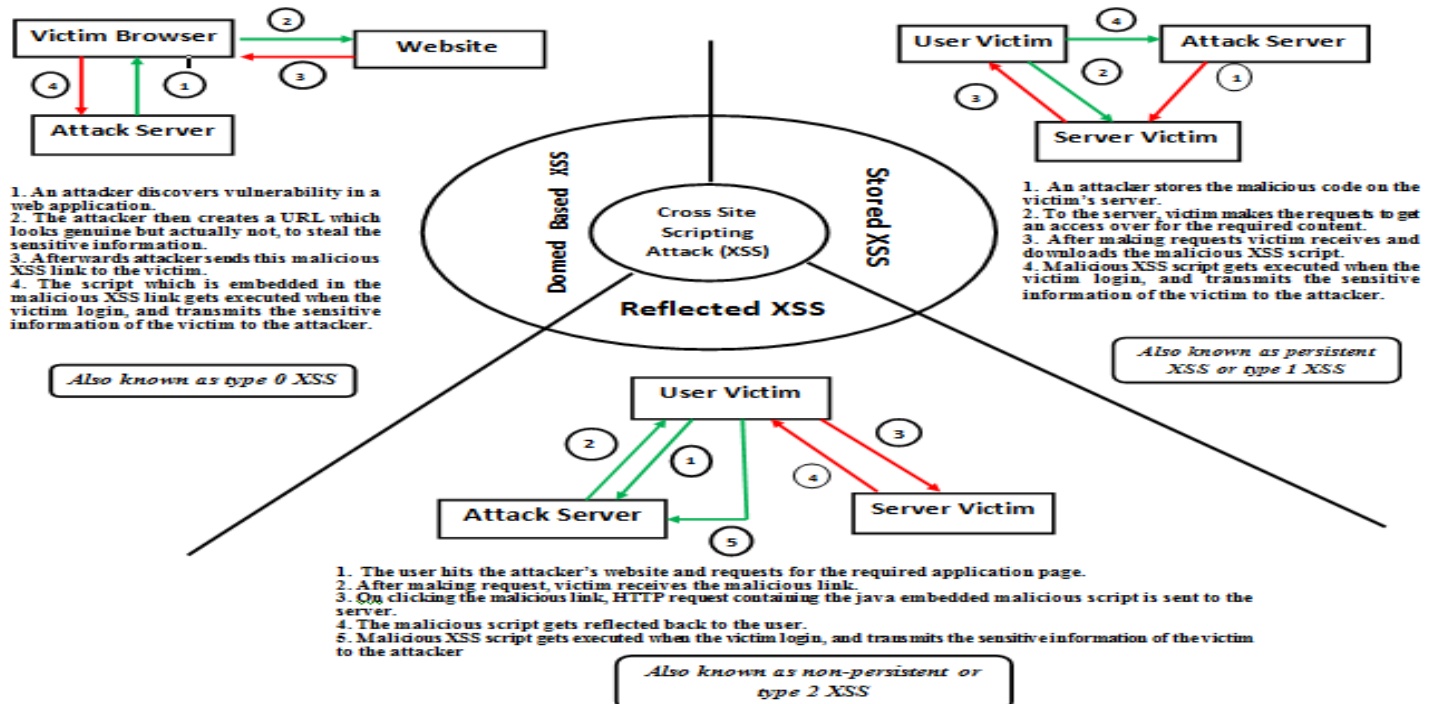 Victim Browser
2
Website
3
4
1
Attack Server
1. An attacker discovers vulnerability in a
web application.
2. The attacker then creates a URL which
looks genuine but actually not, to steal the
sensitive information.
3. Afterwards attacker sends this malicious
XSS link to the victim.
4. The script which is embedded in the
malicious XSS link gets executed when the
victim login, and transmits the sensitive
information of the victim to the attacker.
Also known as type 0 XSS
Domed Based XSS
Cross Site
Scripting
Attack (XSS)
Stored XSS
Reflected XSS
User Victim
4
Attack Server
2
1
3
Server Victim
1. An attacker stores the malicious code on the
victim's server.
2. To the server, victim makes the requests to get
an access over for the required content.
3. After making requests victim receives and
downloads the malicious XSS script.
4. Malicious XSS script gets executed when the
victim login, and transmits the sensitive
information of the victim to the attacker.
Also known as persistent
XSS or type 1 XSS
User Victim
2
1
3
4
Attack Server
Server Victim
5
1. The user hits the attacker's website and requests for the required application page.
2. After making request, victim receives the malicious link.
3. On clicking the malicious link, HTTP request containing the java embedded malicious script is sent to the
server.
4. The malicious script gets reflected back to the user.
5. Malicious XSS script gets executed when the victim login, and transmits the sensitive information of the victim
to the attacker
Also known as non-persistent or
type 2 XSS